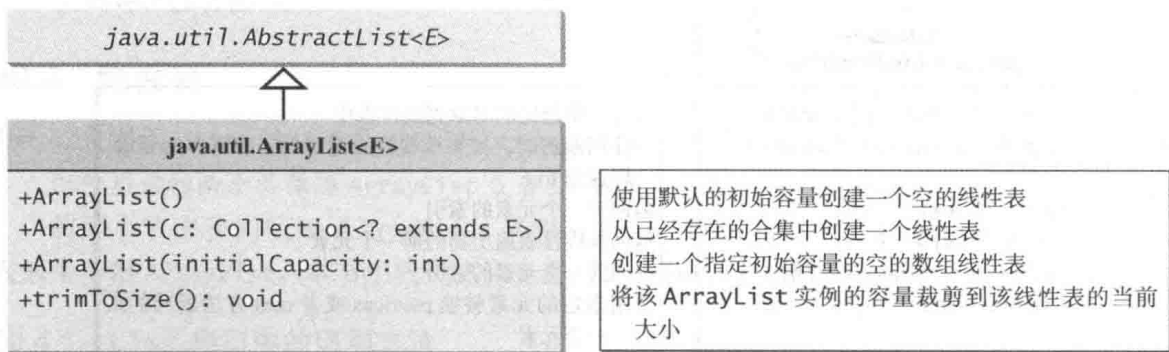 java.util.AbstractList<E>
java.util.ArrayList<E>
+ArrayList()
+ArrayList(c: Collection<? extends E>)
+ArrayList(initialCapacity: int)
+trimToSize(): void
使用默认的初始容量创建一个空的线性表
从已经存在的合集中创建一个线性表
创建一个指定初始容量的空的数组线性表
将该 ArrayList 实例的容量裁剪到该线性表的当前
大小